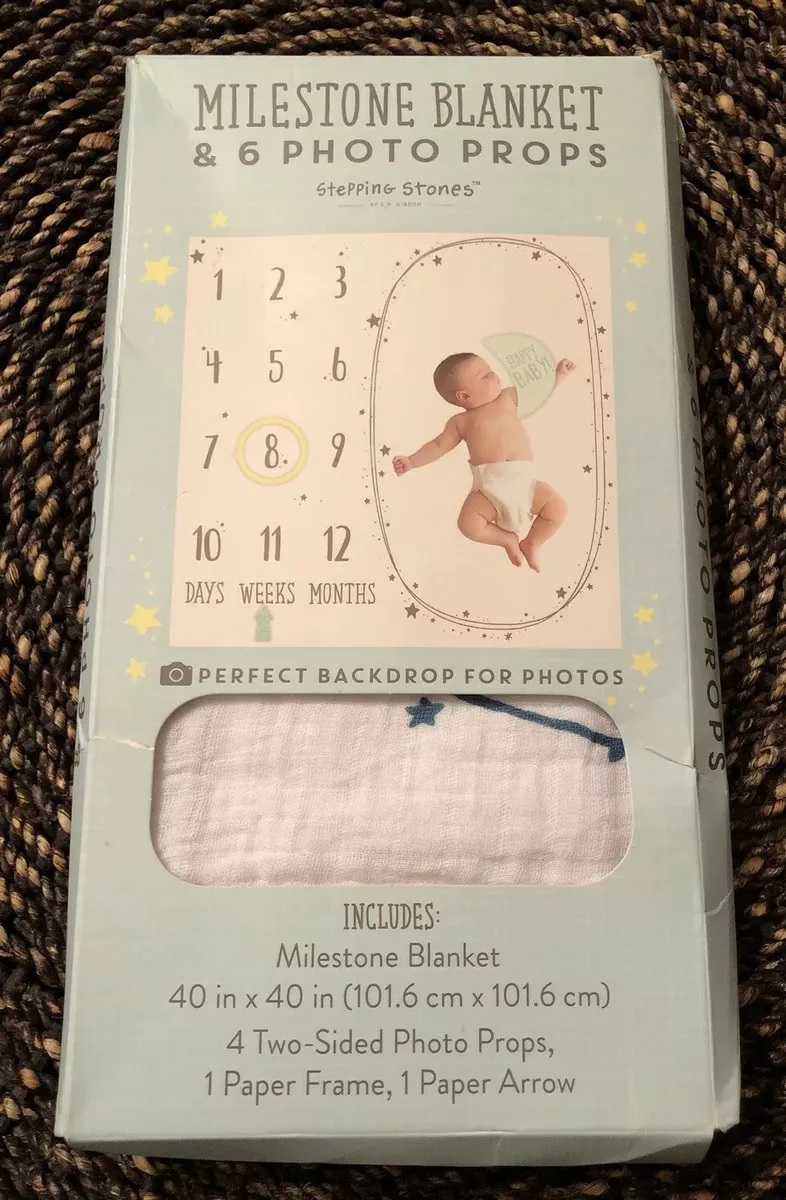 MILESTONE BLANKET
& 6 PHOTO PROPS
Stepping Stones™
BY C.R. GIBSON
1 2 3
4 5 6
7 8 9
10 11 12
DAYS WEEKS MONTHS
HAPPY
BABY!
PERFECT BACKDROP FOR PHOTOS
INCLUDES:
Milestone Blanket
40 in x 40 in (101.6 cm x 101.6 cm)
4 Two-Sided Photo Props,
1 Paper Frame, 1 Paper Arrow
& 6 PHOTO PROPS